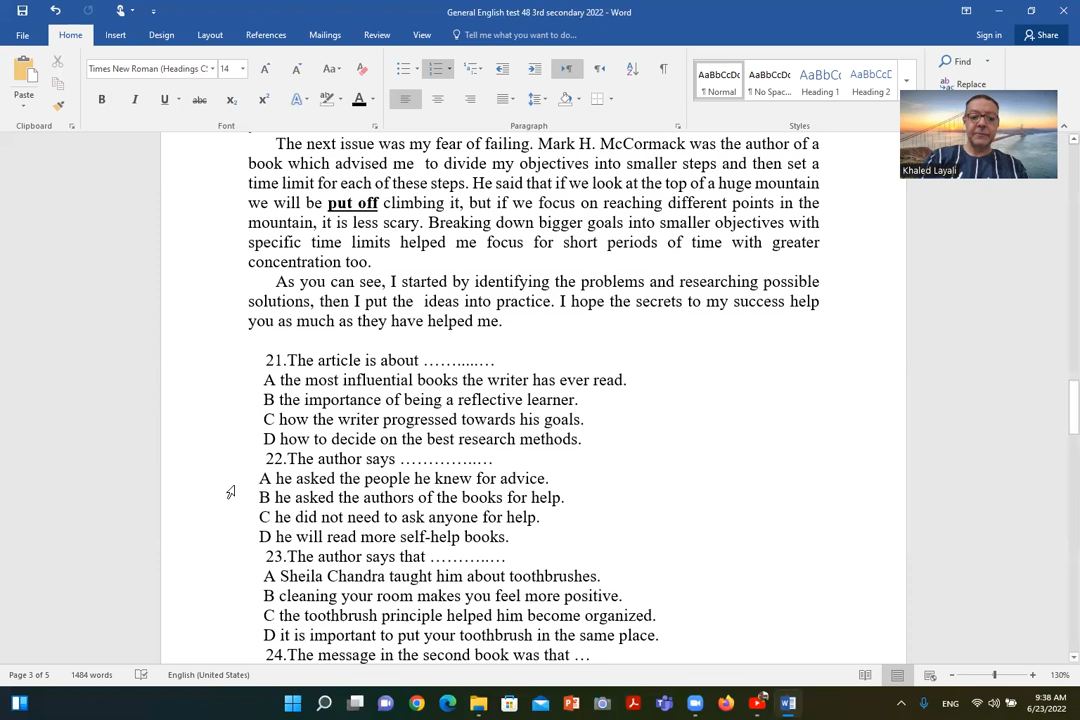 General English test 48 3rd secondary 2022 - Word
Sign in
File Home Insert Design Layout References Mailings Review View Tell me what you want to do... Share
Times New Roman (Headings C 14 Aa Find
Paste B I U abc X₂ X² A A AaBbCcDc AaBbCcDc AaBbCc AaBbCcD Replace
¶ Normal ¶ No Spac... Heading 1 Heading 2
Clipboard Font Paragraph Styles
Khaled Layali
The next issue was my fear of failing. Mark H. McCormack was the author of a
book which advised me to divide my objectives into smaller steps and then set a
time limit for each of these steps. He said that if we look at the top of a huge mountain
we will be put off climbing it, but if we focus on reaching different points in the
mountain, it is less scary. Breaking down bigger goals into smaller objectives with
specific time limits helped me focus for short periods of time with greater
concentration too.
As you can see, I started by identifying the problems and researching possible
solutions, then I put the ideas into practice. I hope the secrets to my success help
you as much as they have helped me.
21.The article is about ……....…
A the most influential books the writer has ever read.
B the importance of being a reflective learner.
C how the writer progressed towards his goals.
D how to decide on the best research methods.
22.The author says …………..…
A he asked the people he knew for advice.
B he asked the authors of the books for help.
C he did not need to ask anyone for help.
D he will read more self-help books.
23.The author says that ………..…
A Sheila Chandra taught him about toothbrushes.
B cleaning your room makes you feel more positive.
C the toothbrush principle helped him become organized.
D it is important to put your toothbrush in the same place.
24.The message in the second book was that …
Page 3 of 5 1484 words English (United States) 130%
ENG 9:38 AM
6/23/2022